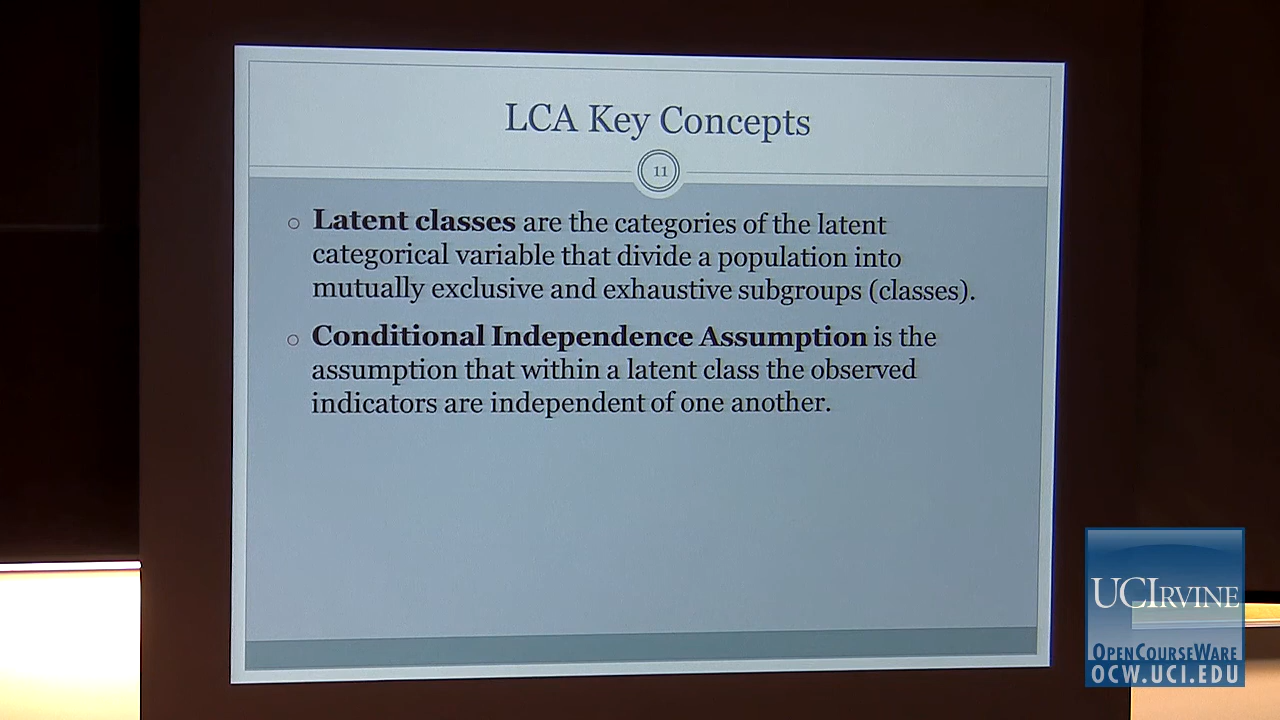 LCA Key Concepts
11
○ Latent classes are the categories of the latent
categorical variable that divide a population into
mutually exclusive and exhaustive subgroups (classes).
○ Conditional Independence Assumption is the
assumption that within a latent class the observed
indicators are independent of one another.
UCIRVINE
OPENCOURSEWARE
OCW.UCI.EDU